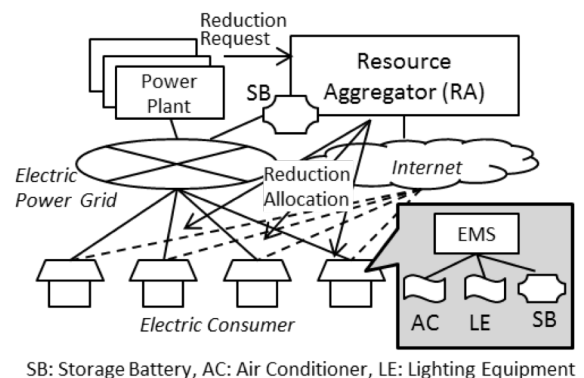 Reduction
Request
Power
Plant
SB
Resource
Aggregator (RA)
Electric
Power Grid
Reduction
Allocation
Internet
EMS
AC
LE
SB
Electric Consumer
SB: Storage Battery, AC: Air Conditioner, LE: Lighting Equipment